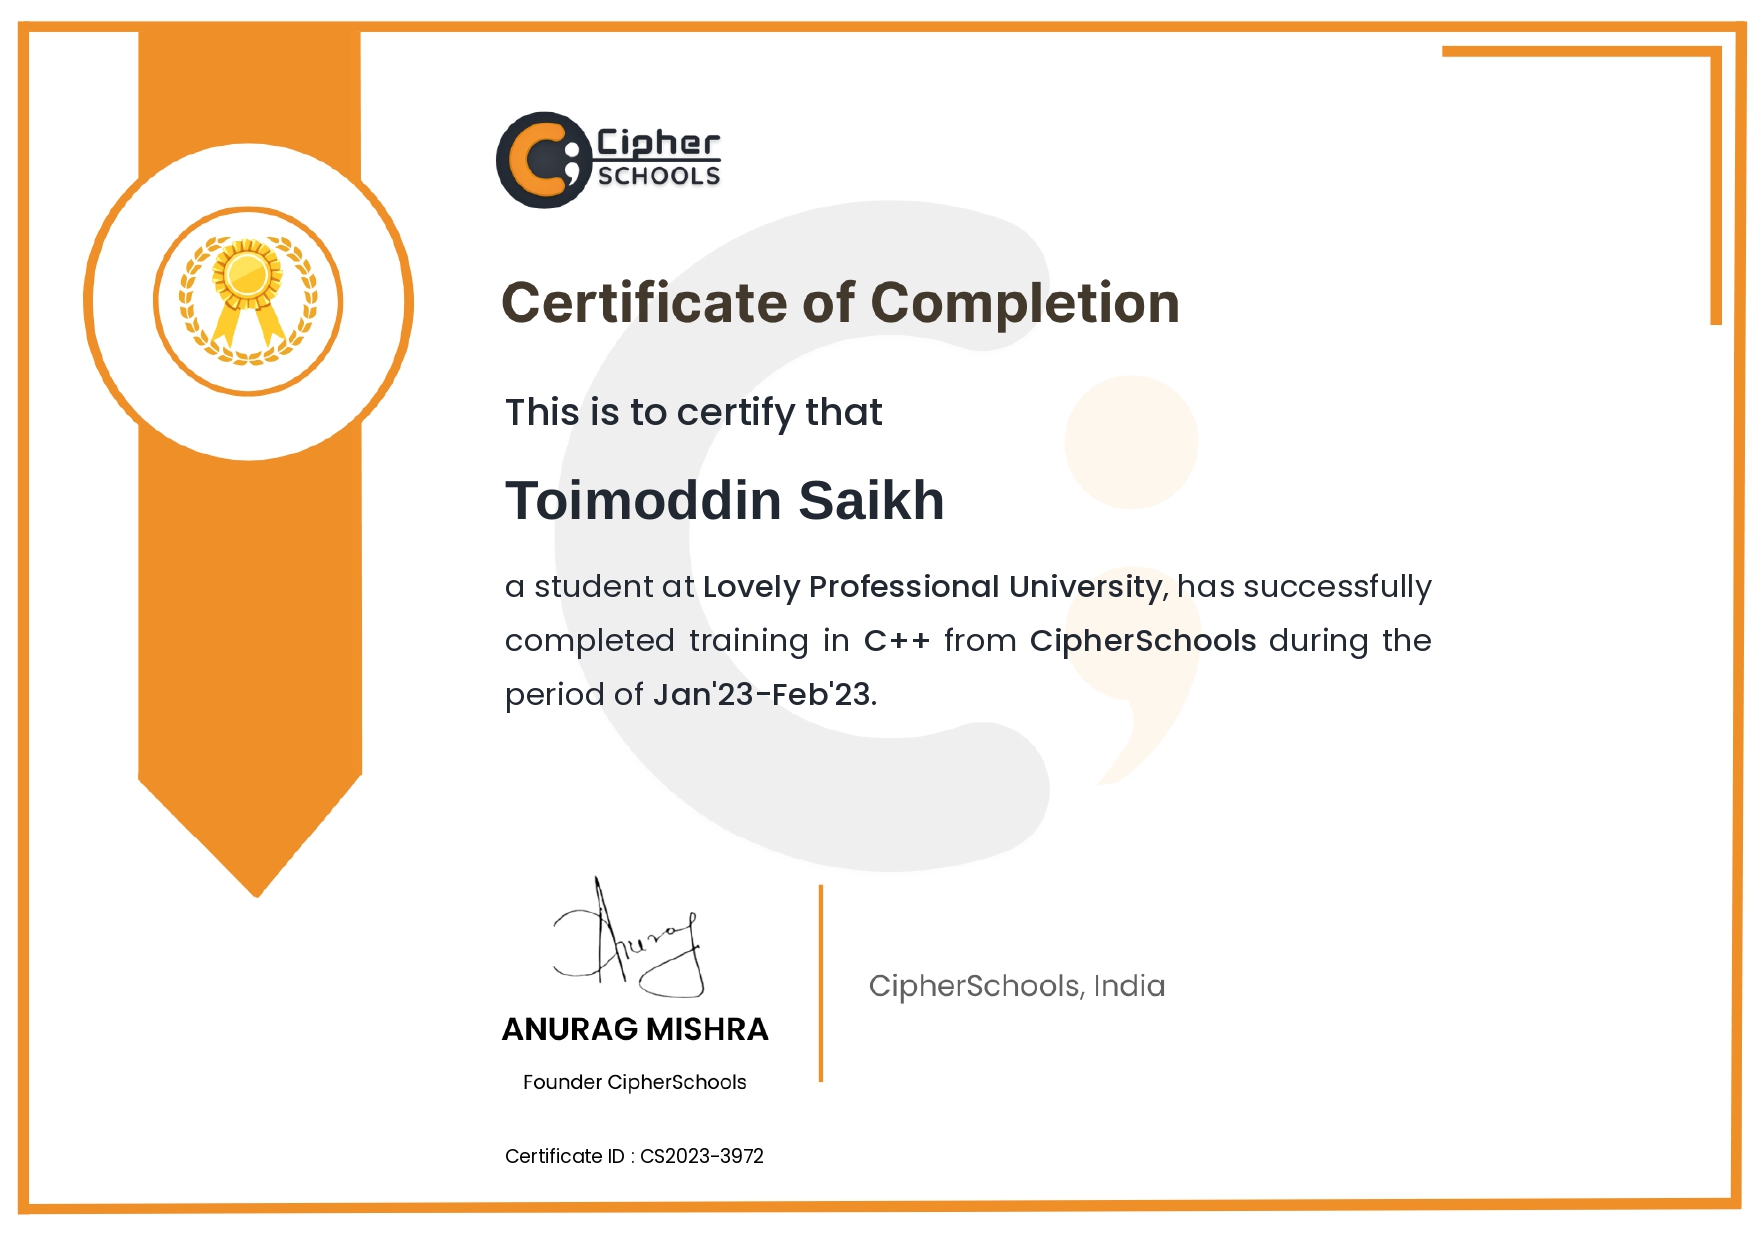 Cipher
SCHOOLS
Certificate of Completion
This is to certify that
Toimoddin Saikh
a student at Lovely Professional University, has successfully
completed training in C++ from CipherSchools during the
period of Jan'23-Feb'23.
Anurag
CipherSchools, India
ANURAG MISHRA
Founder CipherSchools
Certificate ID : CS2023-3972